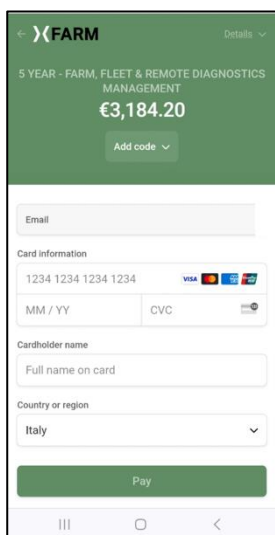 ← XFARM Details
5 YEAR - FARM, FLEET & REMOTE DIAGNOSTICS
MANAGEMENT
€3,184.20
Add code
Email
Card information
1234 1234 1234 1234 VISA
MM / YY CVC
Cardholder name
Full name on card
Country or region
Italy
Pay